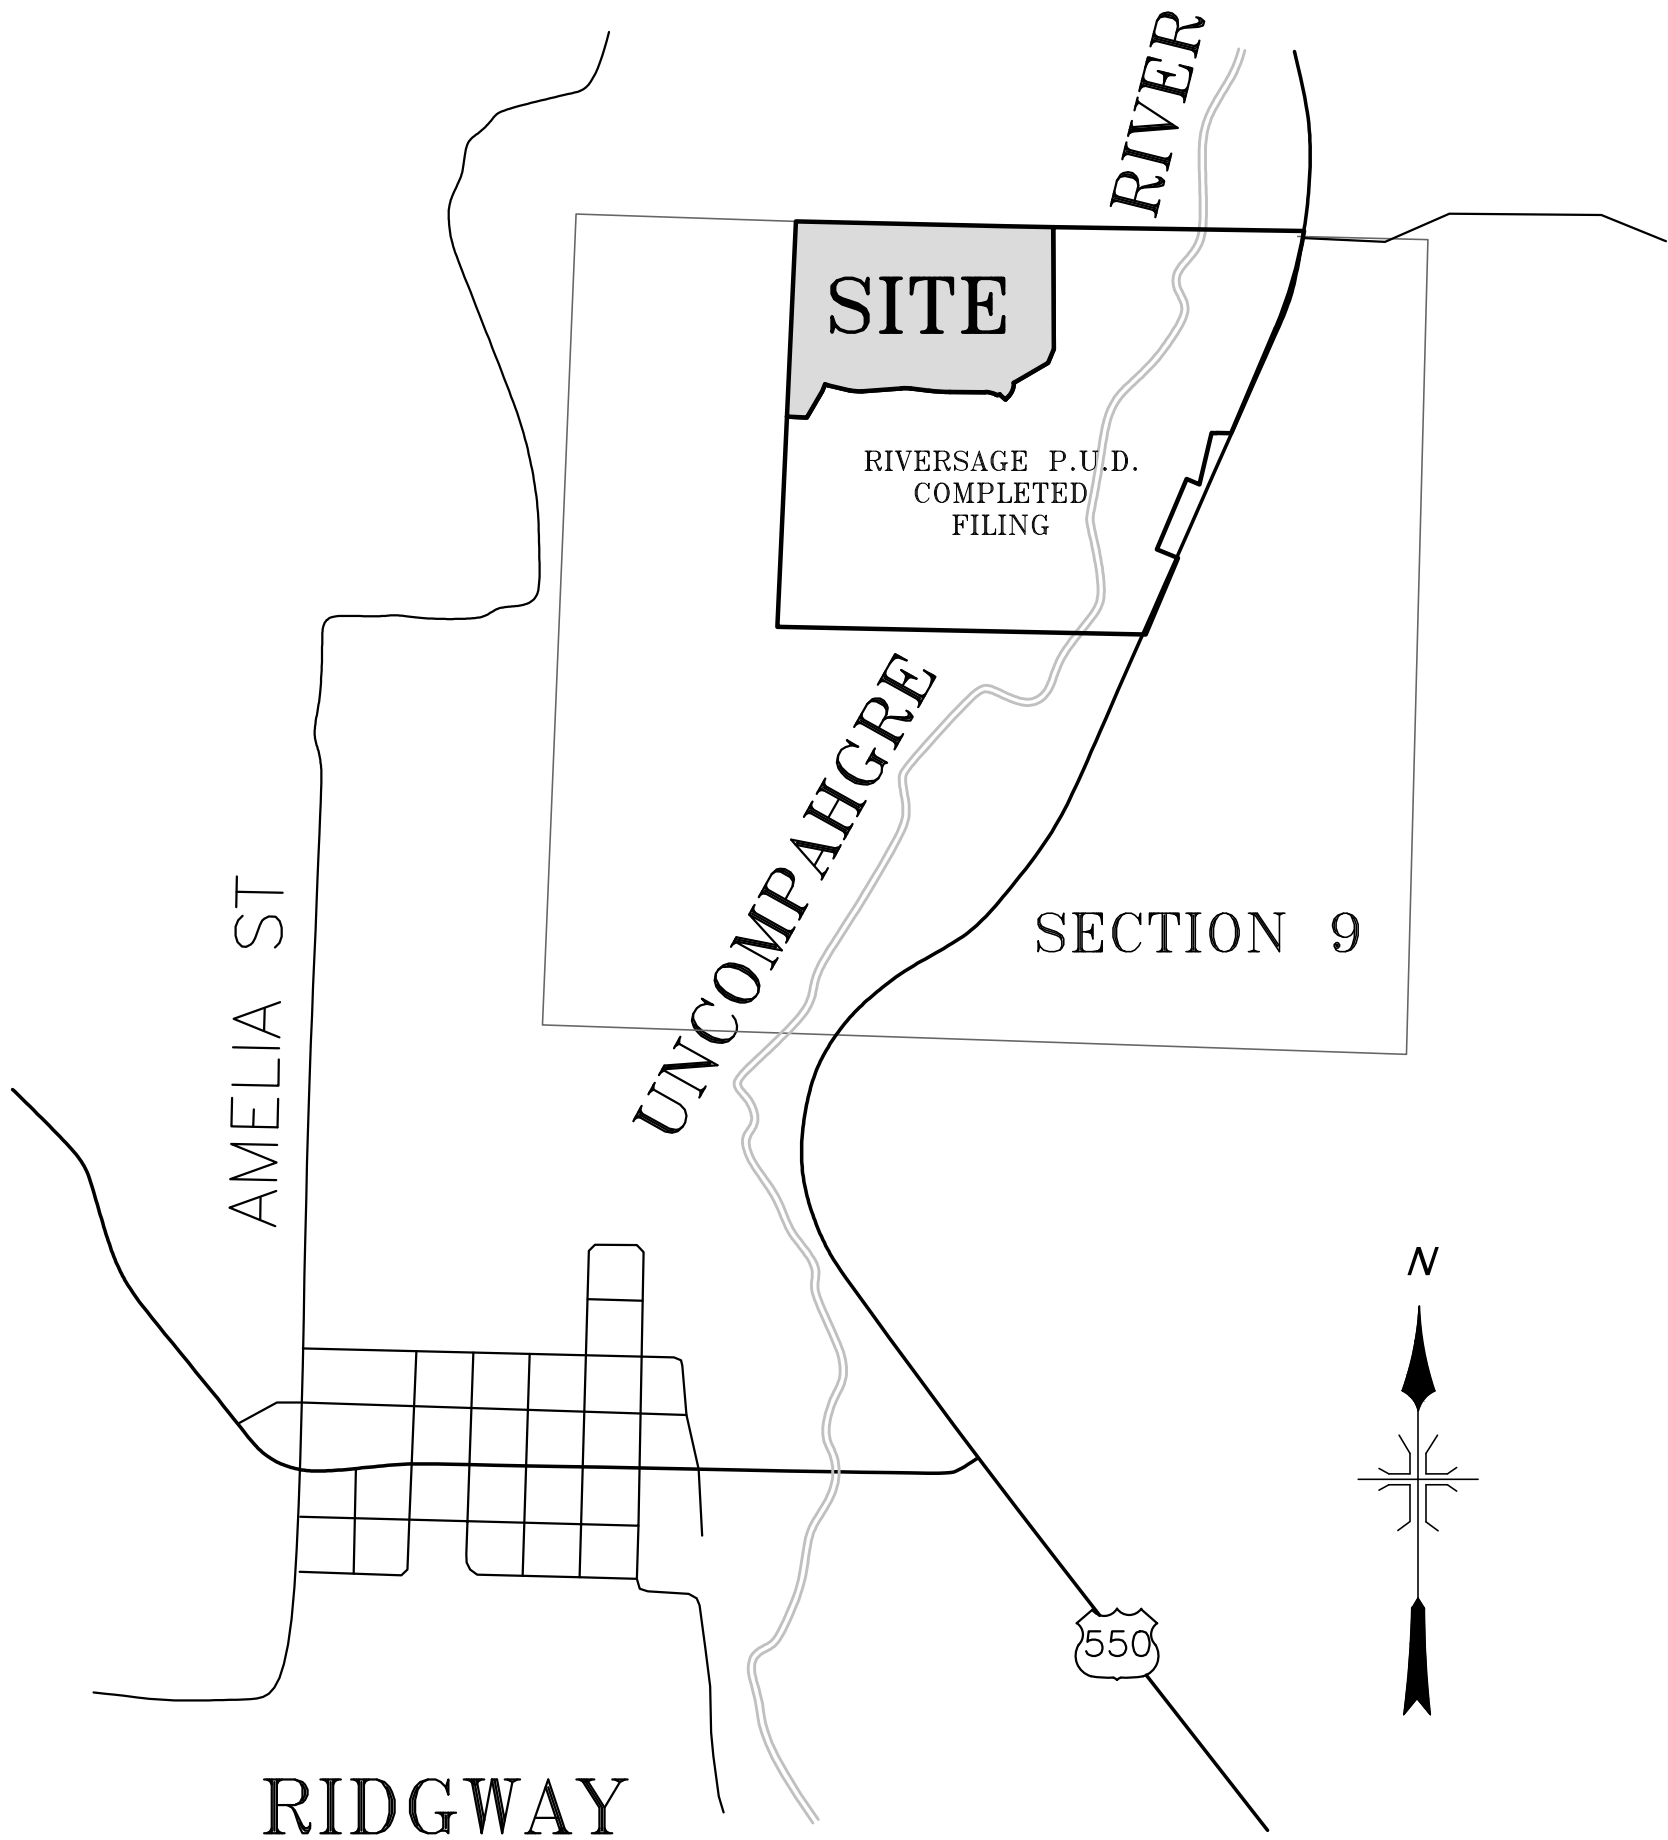 RIVER
SITE
RIVERSAGE P.U.D.
COMPLETED
FILING
UNCOMPAHGRE
SECTION 9
AMELIA ST
N
550
RIDGWAY